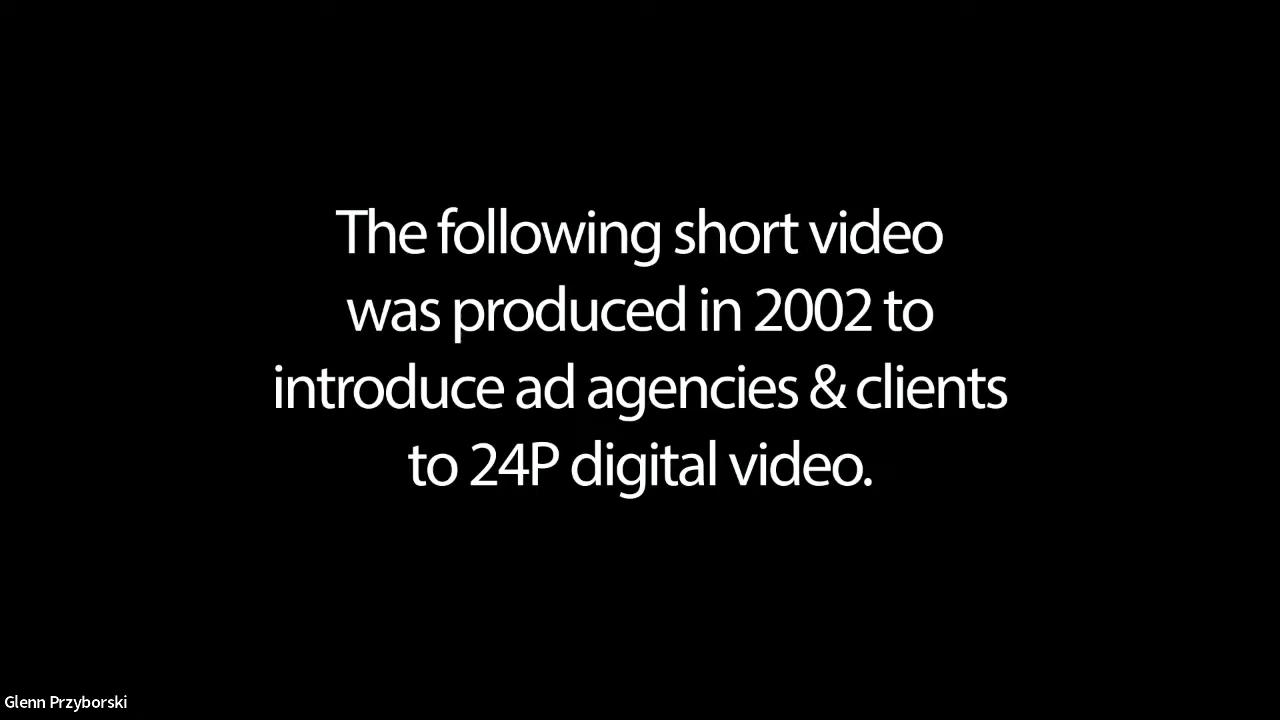 The following short video
was produced in 2002 to
introduce ad agencies & clients
to 24P digital video.
Glenn Przyborski